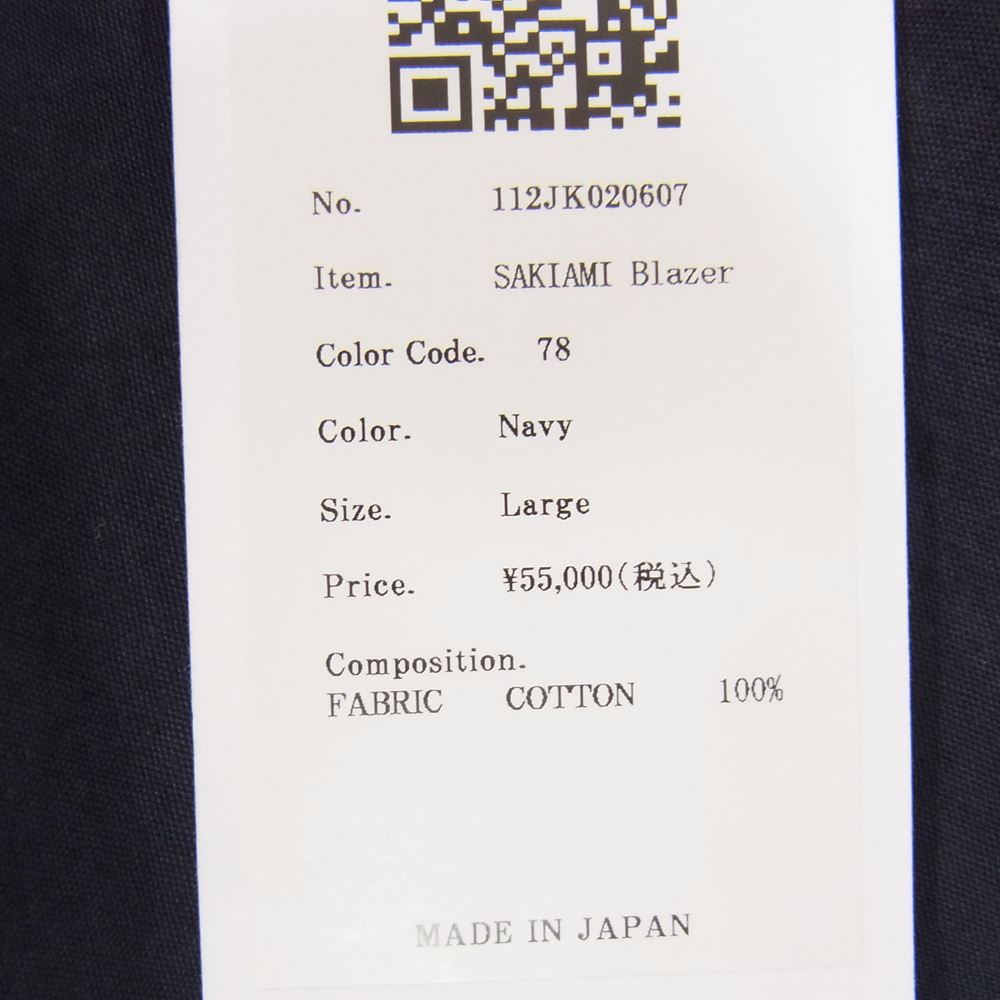 No. 112JK020607
Item. SAKIAMI Blazer
Color Code. 78
Color. Navy
Size. Large
Price. ¥55,000(税込)
Composition.
FABRIC COTTON 100%
MADE IN JAPAN